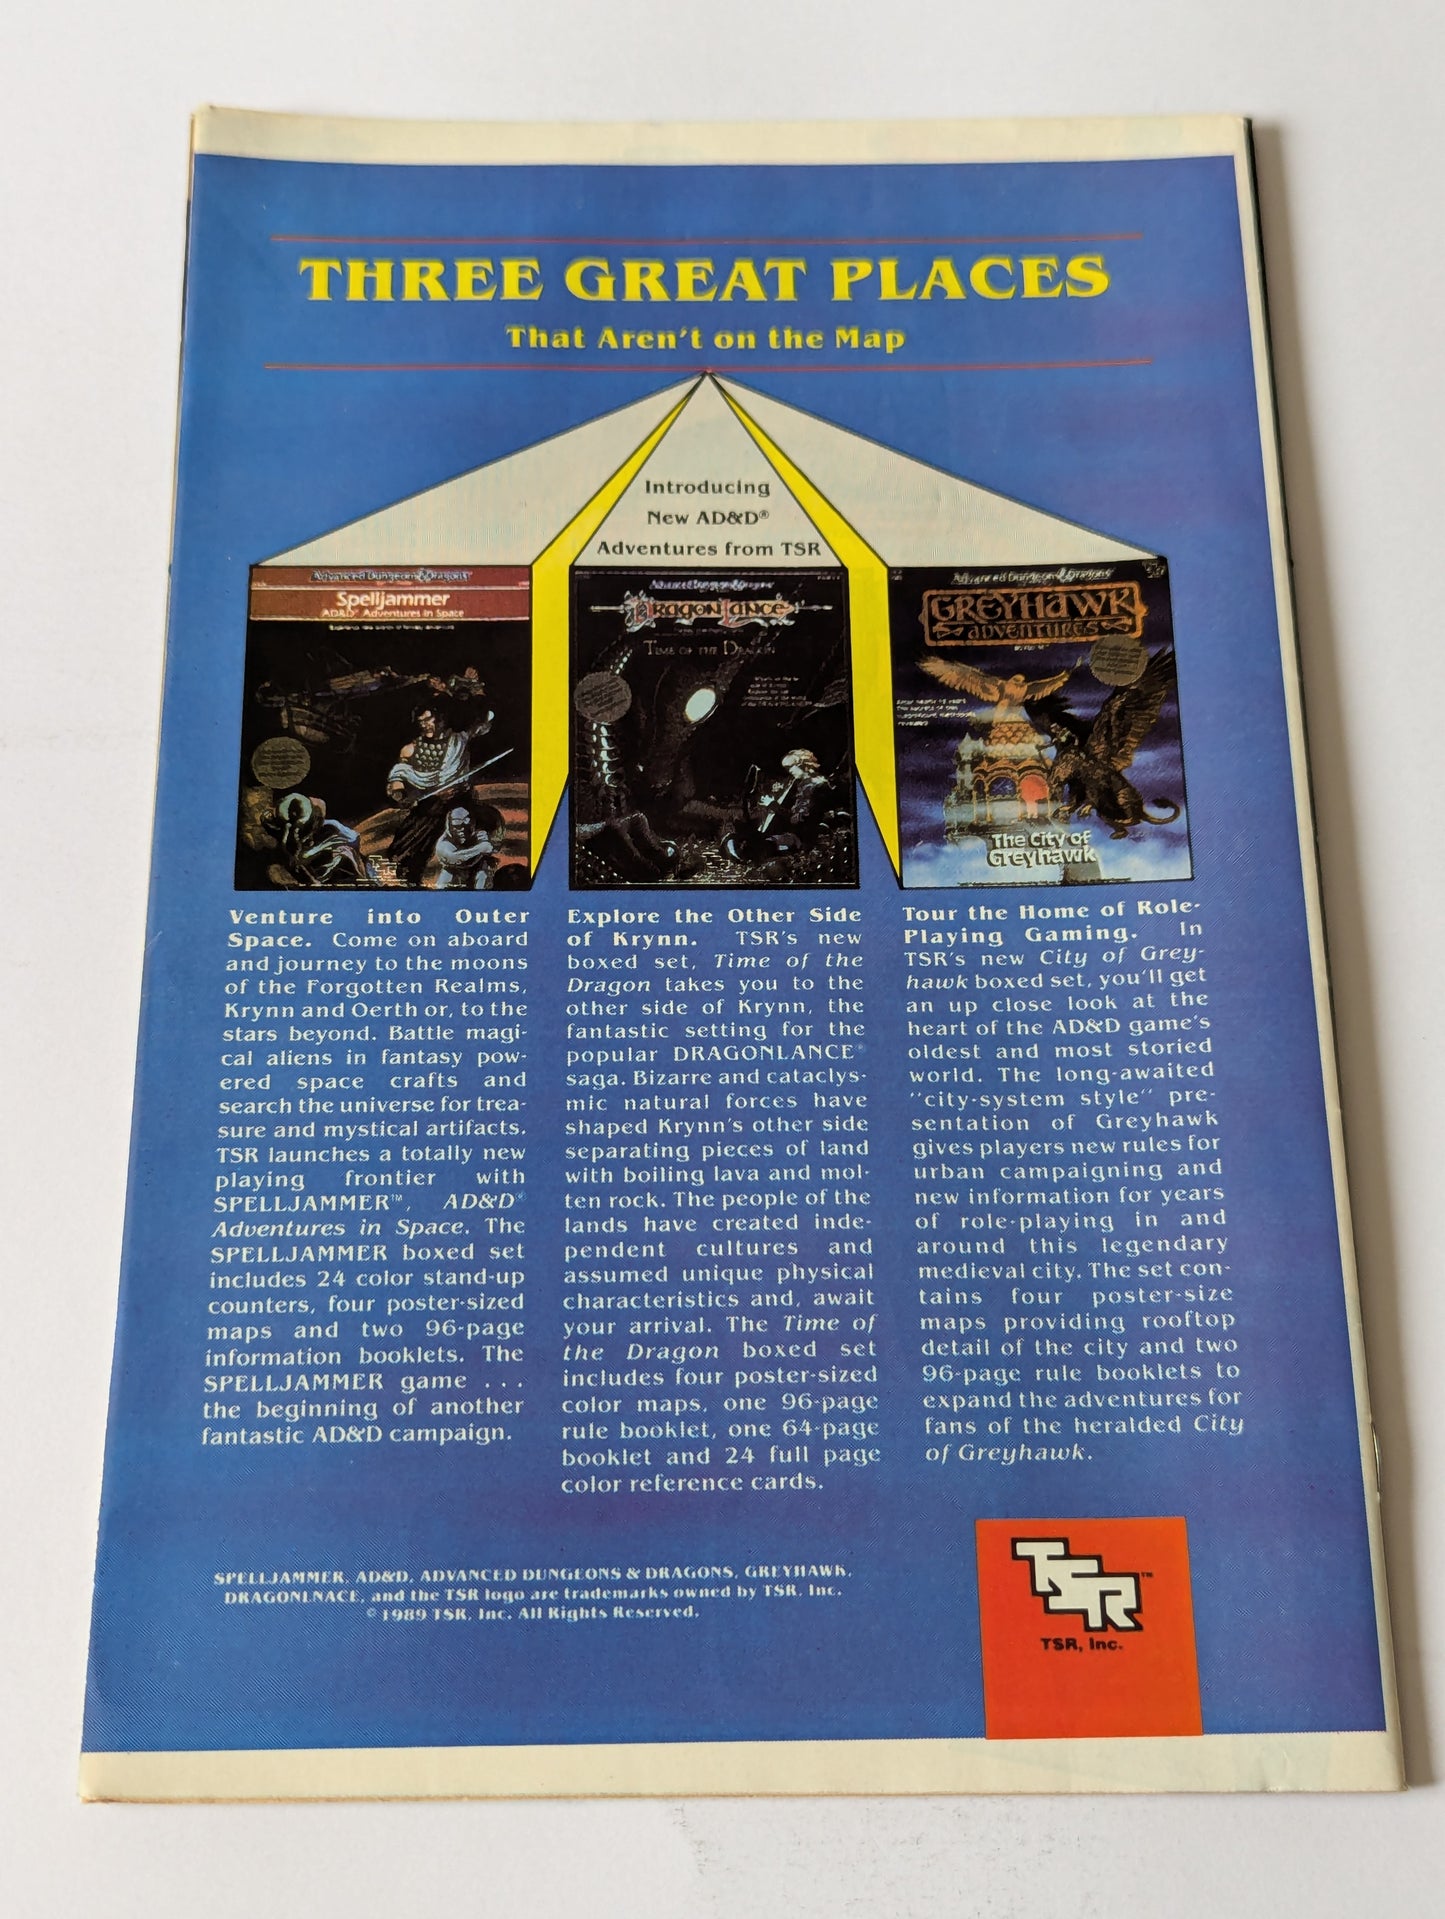 THREE GREAT PLACES
That Aren't on the Map
Introducing
New AD&D®
Adventures from TSR
Advanced Dungeons & Dragons
Spelljammer
AD&D® Adventures in Space
Advanced Dungeons & Dragons
DRAGONLANCE
TIME OF THE DRAGON
Advanced Dungeons & Dragons
GREYHAWK
ADVENTURES
The City of
Greyhawk
Venture into Outer
Space. Come on aboard
and journey to the moons
of the Forgotten Realms,
Krynn and Oerth or, to the
stars beyond. Battle magi-
cal aliens in fantasy pow-
ered space crafts and
search the universe for trea-
sure and mystical artifacts.
TSR launches a totally new
playing frontier with
SPELLJAMMER™, AD&D®
Adventures in Space. The
SPELLJAMMER boxed set
includes 24 color stand-up
counters, four poster-sized
maps and two 96-page
information booklets. The
SPELLJAMMER game . . .
the beginning of another
fantastic AD&D campaign.
Explore the Other Side
of Krynn. TSR's new
boxed set, Time of the
Dragon takes you to the
other side of Krynn, the
fantastic setting for the
popular DRAGONLANCE®
saga. Bizarre and cataclys-
mic natural forces have
shaped Krynn's other side
separating pieces of land
with boiling lava and mol-
ten rock. The people of the
lands have created inde-
pendent cultures and
assumed unique physical
characteristics and, await
your arrival. The Time of
the Dragon boxed set
includes four poster-sized
color maps, one 96-page
rule booklet, one 64-page
booklet and 24 full page
color reference cards.
Tour the Home of Role-
Playing Gaming. In
TSR's new City of Grey-
hawk boxed set, you'll get
an up close look at the
heart of the AD&D game's
oldest and most storied
world. The long-awaited
"city-system style" pre-
sentation of Greyhawk
gives players new rules for
urban campaigning and
new information for years
of role-playing in and
around this legendary
medieval city. The set con-
tains four poster-size
maps providing rooftop
detail of the city and two
96-page rule booklets to
expand the adventures for
fans of the heralded City
of Greyhawk.
SPELLJAMMER, AD&D, ADVANCED DUNGEONS & DRAGONS, GREYHAWK,
DRAGONLNACE, and the TSR logo are trademarks owned by TSR, Inc.
© 1989 TSR, Inc. All Rights Reserved.
TSR™
TSR, Inc.